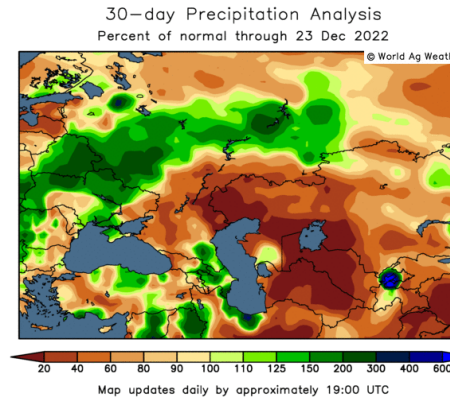 30-day Precipitation Analysis
Percent of normal through 23 Dec 2022
© World Ag Weath
20 40 60 80 90 100 110 125 150 200 300 400 600
Map updates daily by approximately 19:00 UTC